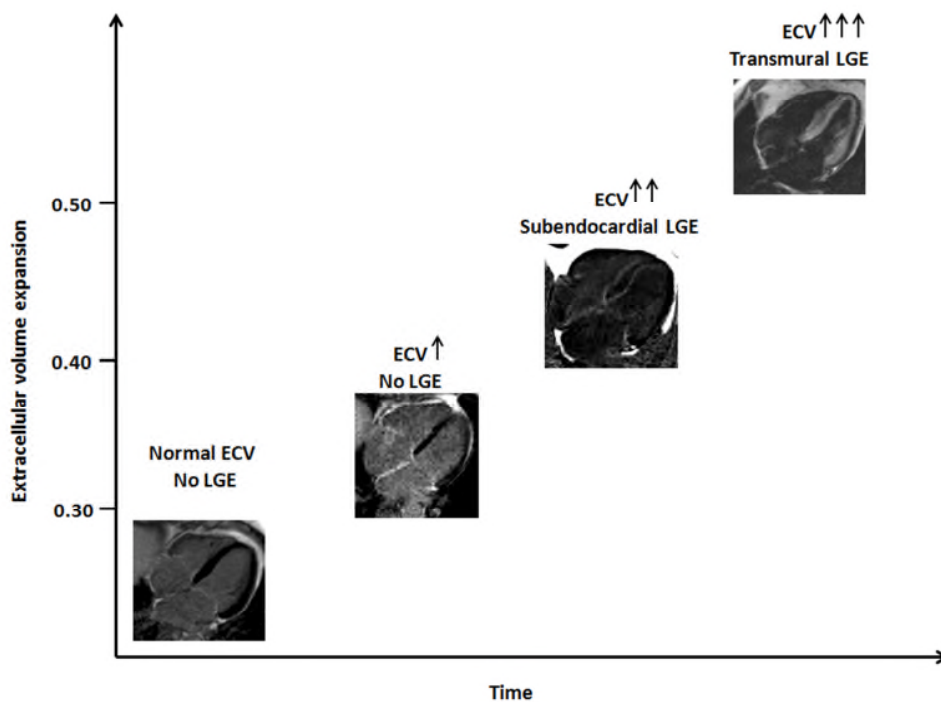 ECV↑↑↑
Transmural LGE
ECV↑↑
Subendocardial LGE
ECV↑
No LGE
Normal ECV
No LGE
Extracellular volume expansion
0.50
0.40
0.30
Time